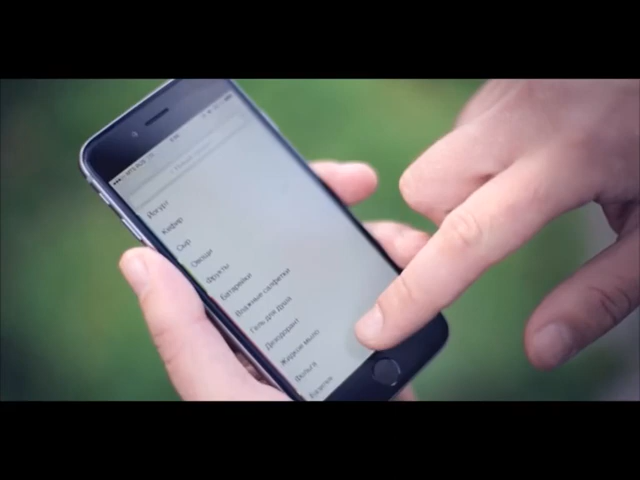 Йогурт
Кефир
Сыр
Овощи
Фрукты
Батарейки
Влажные салфетки
Гель для душа
Дезодорант
Жидкое мыло
Фольга